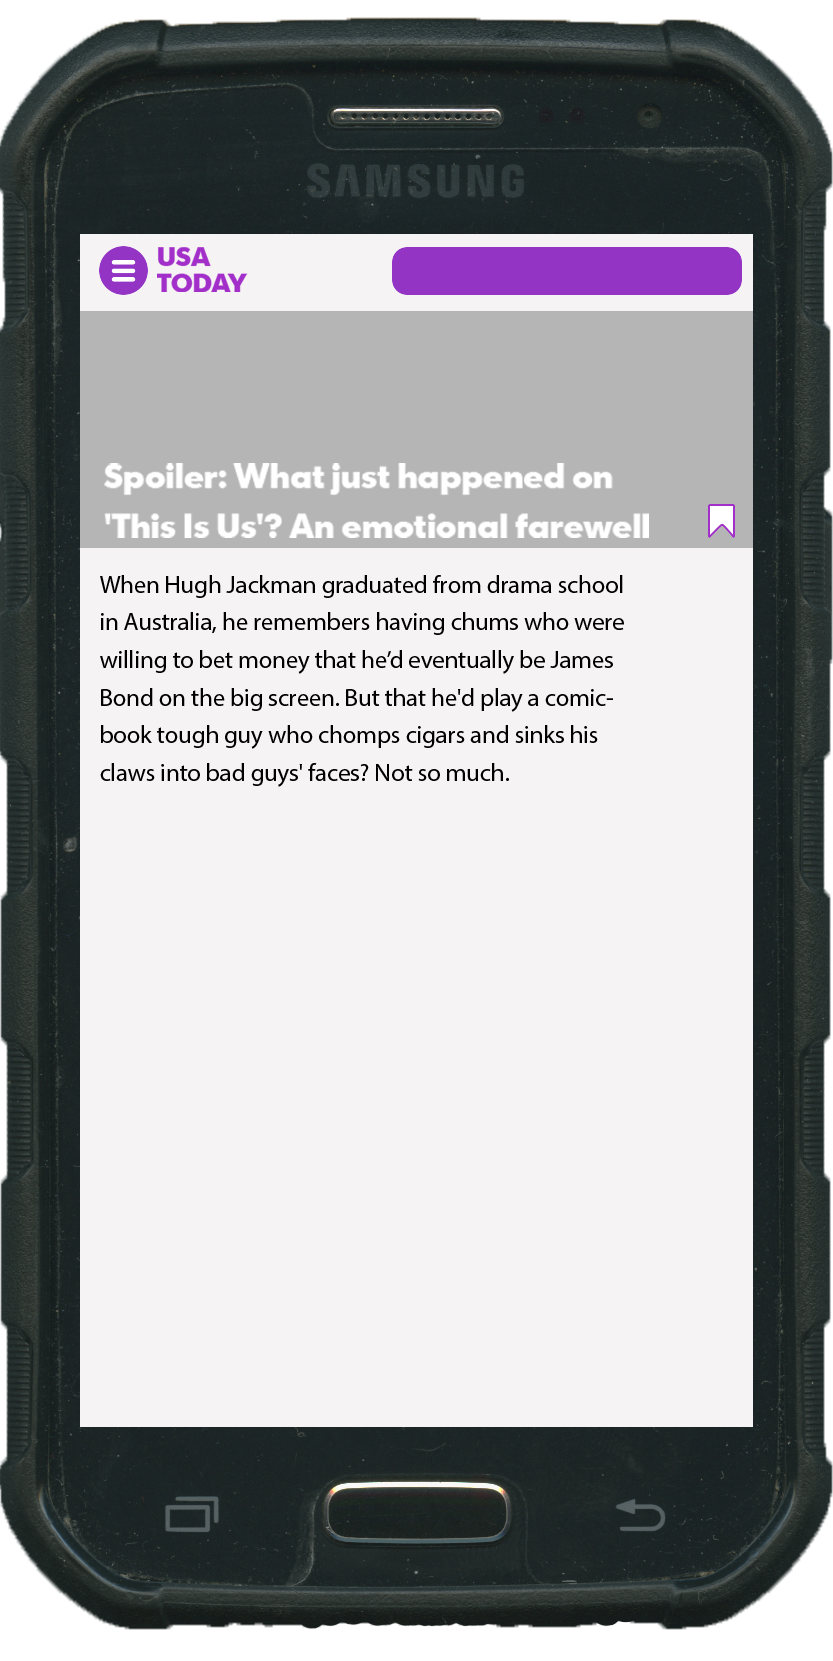 SAMSUNG
USA
TODAY
Spoiler: What just happened on
'This Is Us'? An emotional farewell
When Hugh Jackman graduated from drama school
in Australia, he remembers having chums who were
willing to bet money that he’d eventually be James
Bond on the big screen. But that he'd play a comic-
book tough guy who chomps cigars and sinks his
claws into bad guys' faces? Not so much.